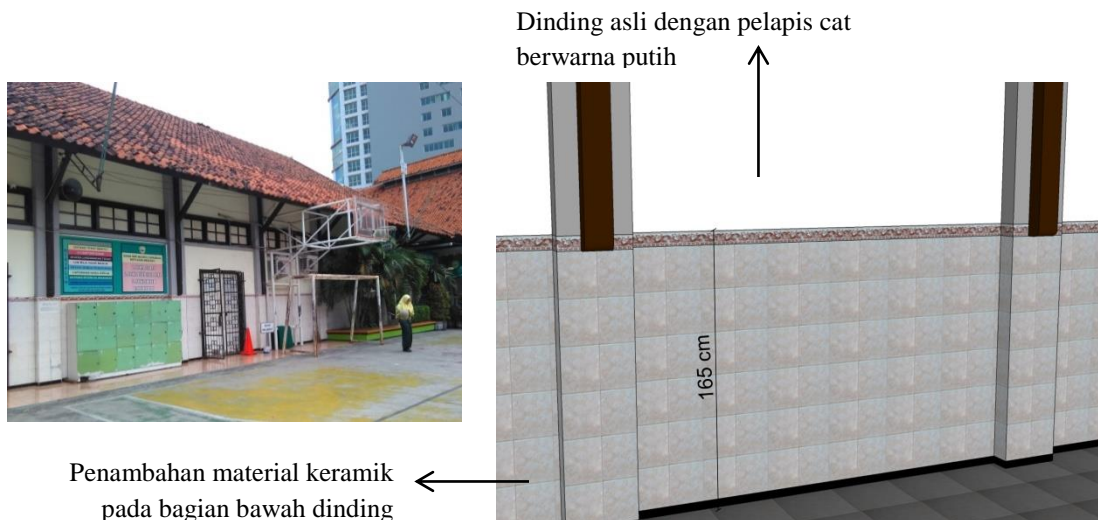 Dinding asli dengan pelapis cat
berwarna putih
165 cm
Penambahan material keramik
pada bagian bawah dinding